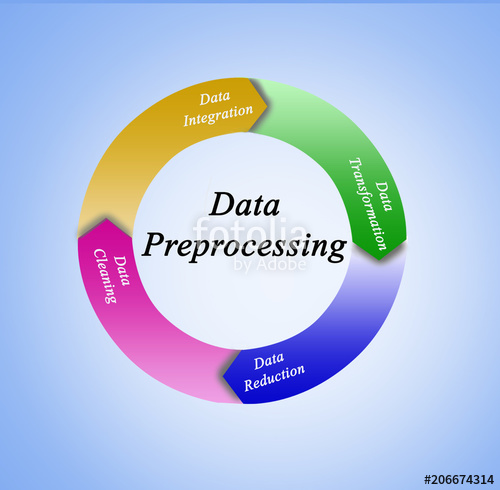 Data
Integration
Data
Transformation
Data
Preprocessing
fotolia
by Adobe
Data
Cleaning
Data
Reduction
#206674314